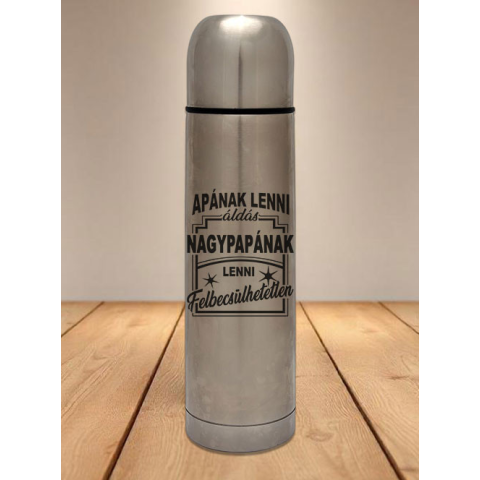 APÁNAK LENNI
áldás
NAGYPAPÁNAK
LENNI
Felbecsülhetetlen